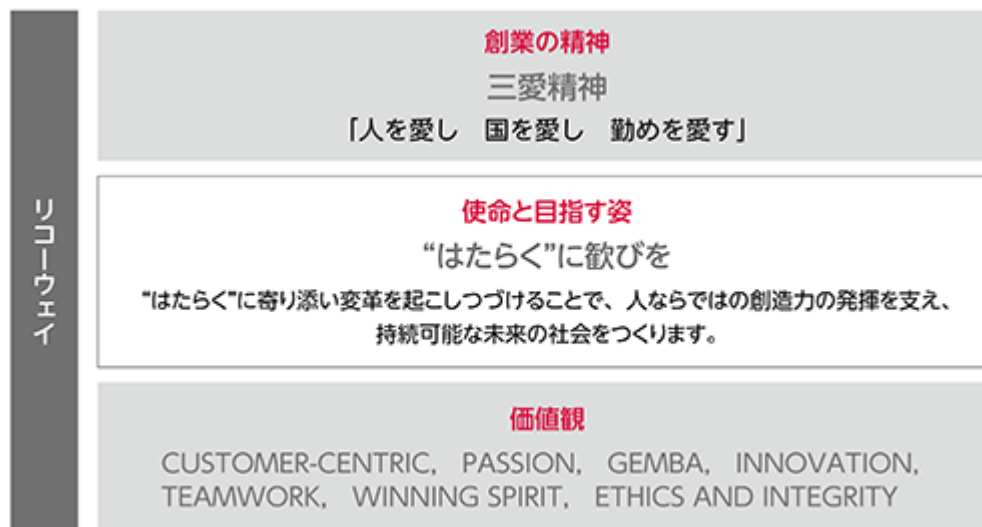 リコーウェイ
創業の精神
三愛精神
「人を愛し 国を愛し 勤めを愛す」
使命と目指す姿
“はたらく”に歓びを
“はたらく”に寄り添い変革を起こしつづけることで、人ならではの創造力の発揮を支え、
持続可能な未来の社会をつくります。
価値観
CUSTOMER-CENTRIC, PASSION, GEMBA, INNOVATION,
TEAMWORK, WINNING SPIRIT, ETHICS AND INTEGRITY